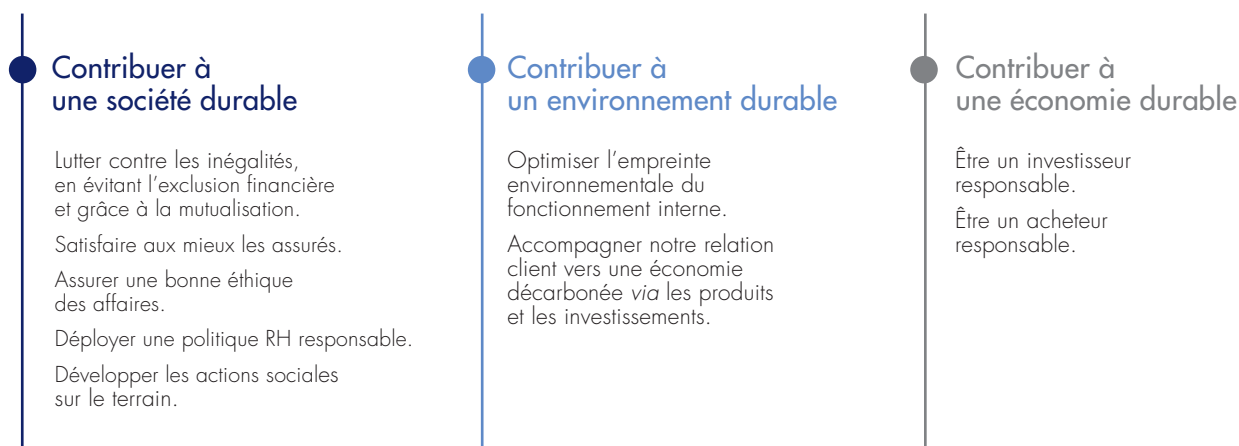 Contribuer à
une société durable
Lutter contre les inégalités,
en évitant l'exclusion financière
et grâce à la mutualisation.
Satisfaire aux mieux les assurés.
Assurer une bonne éthique
des affaires.
Déployer une politique RH responsable.
Développer les actions sociales
sur le terrain.
Contribuer à
un environnement durable
Optimiser l'empreinte
environnementale du
fonctionnement interne.
Accompagner notre relation
client vers une économie
décarbonée via les produits
et les investissements.
Contribuer à
une économie durable
Être un investisseur
responsable.
Être un acheteur
responsable.